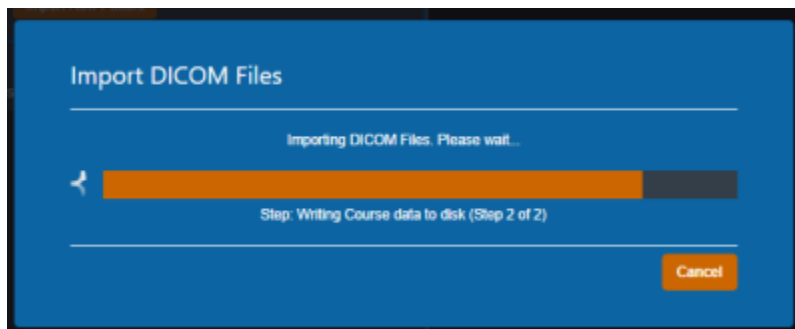 Import DICOM Files
Importing DICOM Files. Please wait...
Step: Writing Course data to disk (Step 2 of 2)
Cancel